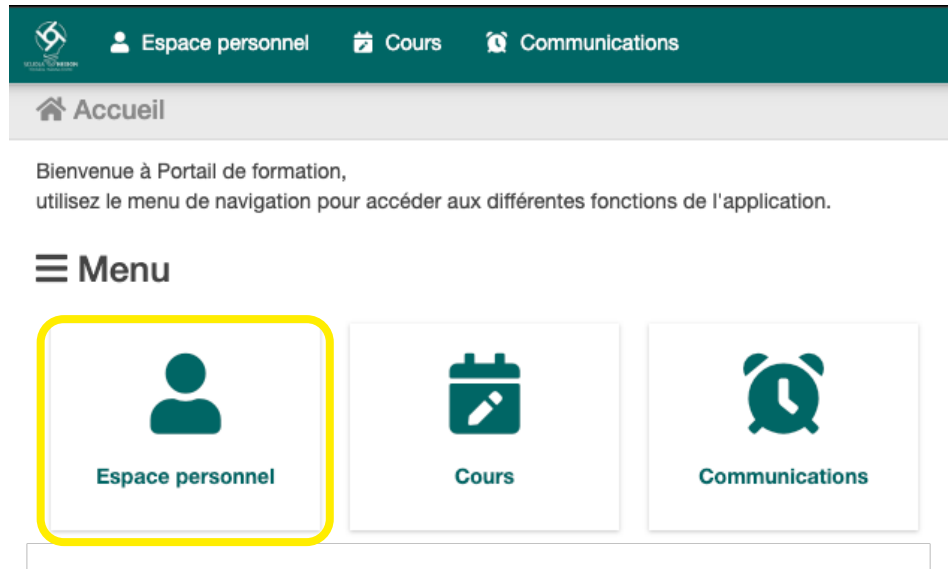 Espace personnel Cours Communications
Accueil
Bienvenue à Portail de formation,
utilisez le menu de navigation pour accéder aux différentes fonctions de l'application.
Menu
Espace personnel Cours Communications